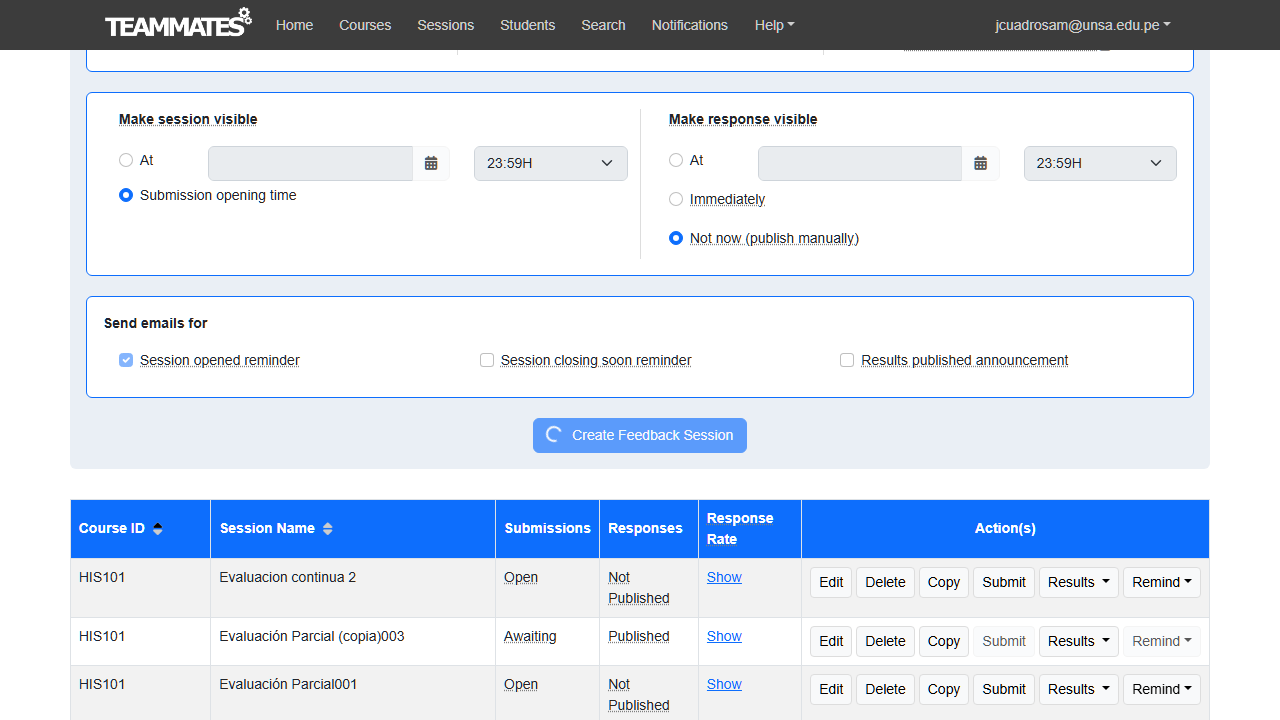 TEAMMATES Home Courses Sessions Students Search Notifications Help jcuadrosam@unsa.edu.pe
Make session visible
At 23:59H
Submission opening time
Make response visible
At 23:59H
Immediately
Not now (publish manually)
Send emails for
Session opened reminder Session closing soon reminder Results published announcement
Create Feedback Session
Course ID Session Name Submissions Responses Response Rate Action(s)
HIS101 Evaluacion continua 2 Open Not Published Show Edit Delete Copy Submit Results Remind
HIS101 Evaluación Parcial (copia)003 Awaiting Published Show Edit Delete Copy Submit Results Remind
HIS101 Evaluación Parcial001 Open Not Published Show Edit Delete Copy Submit Results Remind